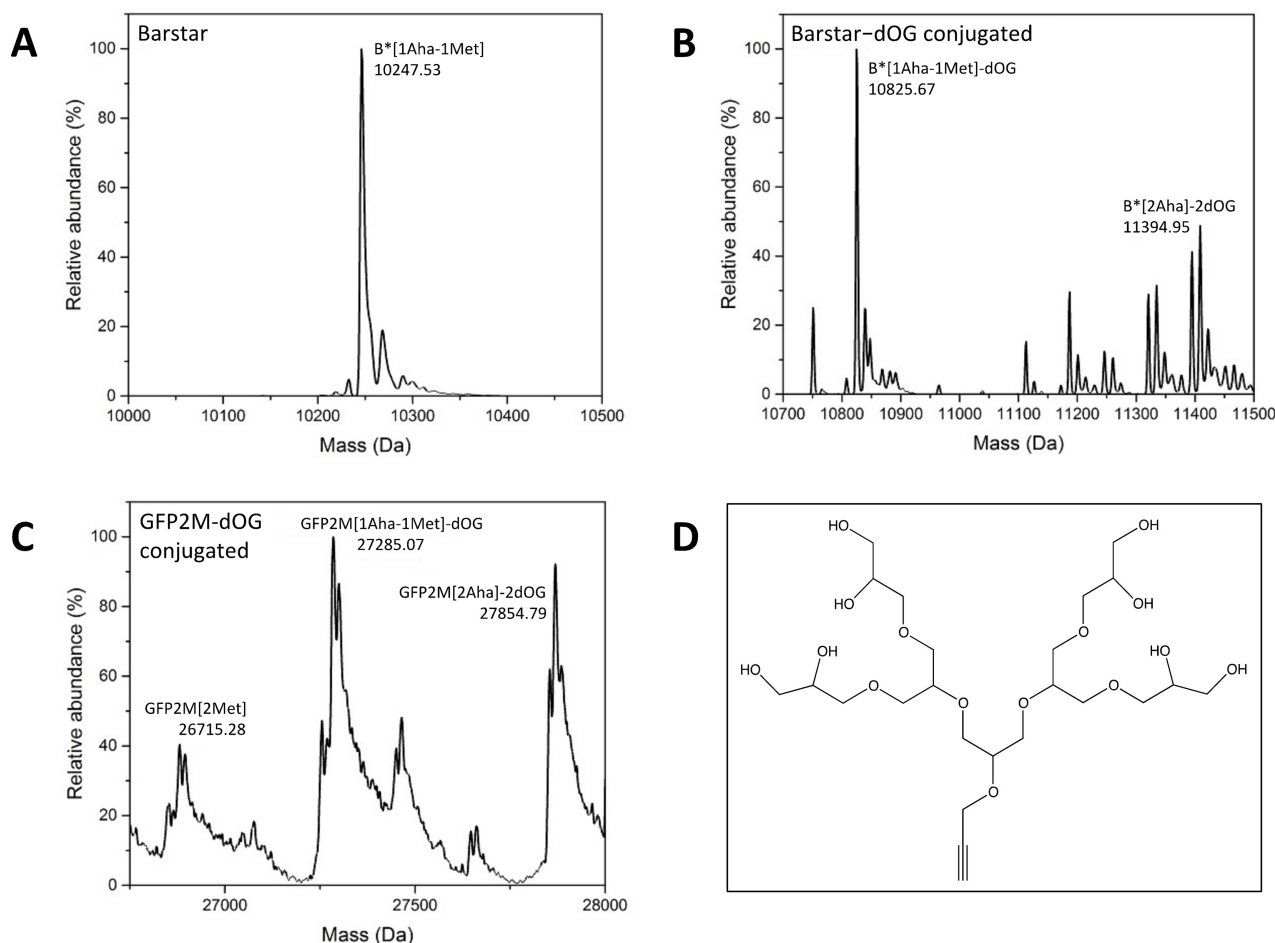 A
Barstar
B*[1Aha-1Met]
10247.53
Relative abundance (%)
100
80
60
40
20
0
10000
10100
10200
10300
10400
10500
Mass (Da)
B
Barstar–dOG conjugated
B*[1Aha-1Met]-dOG
10825.67
B*[2Aha]-2dOG
11394.95
Relative abundance (%)
100
80
60
40
20
0
10700
10800
10900
11000
11100
11200
11300
11400
11500
Mass (Da)
C
GFP2M-dOG
conjugated
GFP2M[1Aha-1Met]-dOG
27285.07
GFP2M[2Aha]-2dOG
27854.79
GFP2M[2Met]
26715.28
Relative abundance (%)
100
80
60
40
20
0
27000
27500
28000
Mass (Da)
D
HO
OH
HO
OH
O
O
OH
OH
HO
OH
O
O
O
O
O